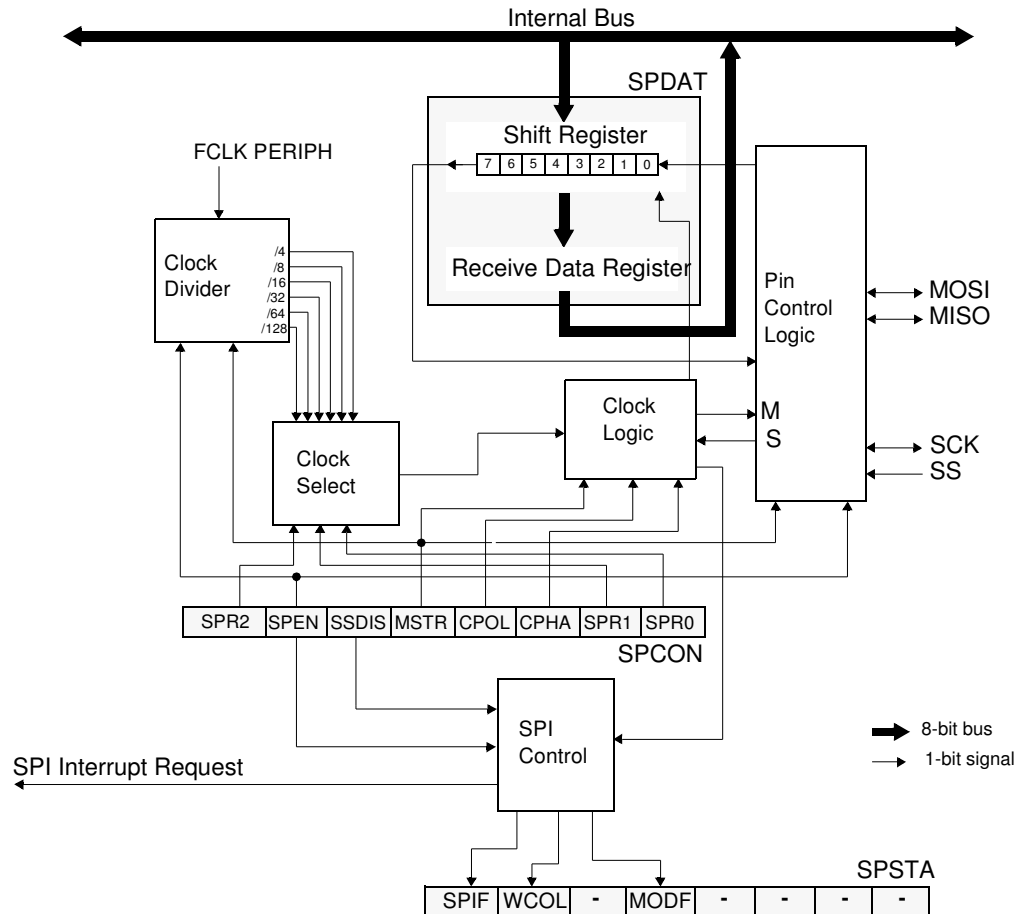 Internal Bus
SPDAT
Shift Register
7 6 5 4 3 2 1 0
FCLK PERIPH
Clock
Divider
/4
/8
/16
/32
/64
/128
Receive Data Register
Pin
Control
Logic
MOSI
MISO
Clock
Logic
M
S
SCK
SS
Clock
Select
SPR2 SPEN SSDIS MSTR CPOL CPHA SPR1 SPR0
SPCON
SPI
Control
8-bit bus
1-bit signal
SPI Interrupt Request
SPSTA
SPIF WCOL - MODF - - - -